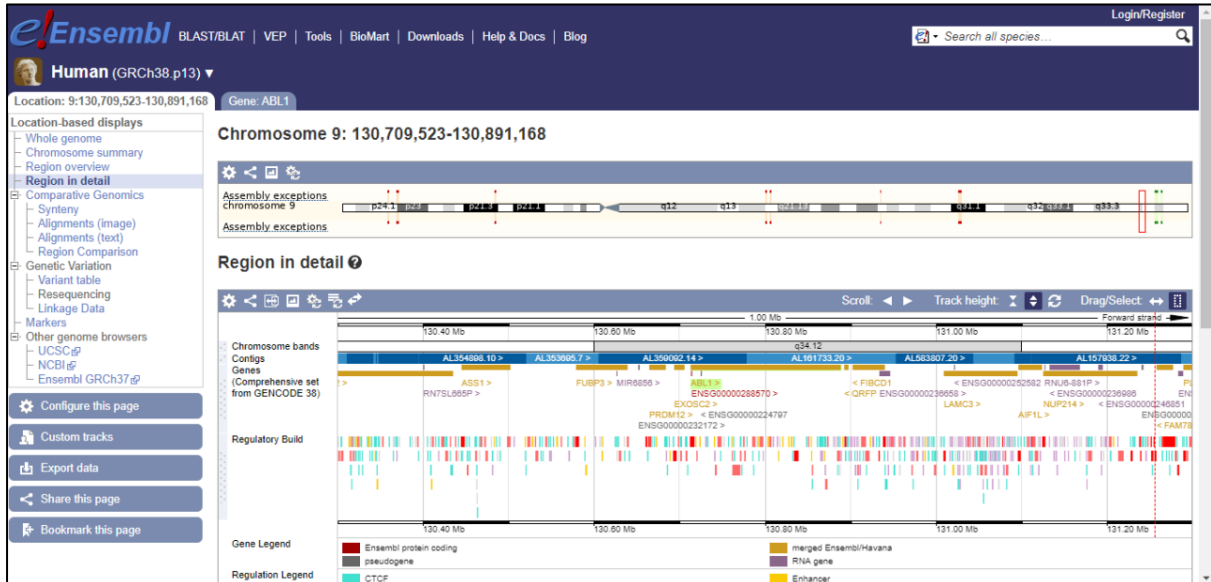 Login/Register
e!Ensembl BLAST/BLAT | VEP | Tools | BioMart | Downloads | Help & Docs | Blog
Search all species...
Human (GRCh38.p13) ▼
Location: 9:130,709,523-130,891,168
Gene: ABL1
Location-based displays
Whole genome
Chromosome summary
Region overview
Region in detail
Comparative Genomics
Synteny
Alignments (image)
Alignments (text)
Region Comparison
Genetic Variation
Variant table
Resequencing
Linkage Data
Markers
Other genome browsers
UCSC
NCBI
Ensembl GRCh37
Configure this page
Custom tracks
Export data
Share this page
Bookmark this page
Chromosome 9: 130,709,523-130,891,168
Assembly exceptions
chromosome 9 p24.1 p23 p21.3 p21.1 q12 q13 q21.13 q31.1 q32 q33.1 q33.3
Assembly exceptions
Region in detail
Scroll: Track height: Drag/Select:
1.00 Mb Forward strand
130.40 Mb 130.60 Mb 130.80 Mb 131.00 Mb 131.20 Mb
Chromosome bands q34.12
Contigs AL354898.10 > AL353695.7 > AL359092.14 > AL161733.20 > AL583807.20 > AL157938.22 >
Genes
(Comprehensive set
from GENCODE 38)
ASS1 > FUBP3 > MIR6856 > ABL1 > < FIBCD1 < ENSG00000252582 RNU6-881P >
RNT7SL665P > ENSG00000288570 > < QRFP ENSG00000236658 > < ENSG00000236986
EXOSC2 > LAMC3 > NUP214 > < ENSG00000246851
PRDM12 > < ENSG00000224797 AIF1L >
ENSG00000232172 > < FAM78
Regulatory Build
130.40 Mb 130.60 Mb 130.80 Mb 131.00 Mb 131.20 Mb
Gene Legend
Ensembl protein coding merged Ensembl/Havana
pseudogene RNA gene
Regulation Legend
CTCF Enhancer